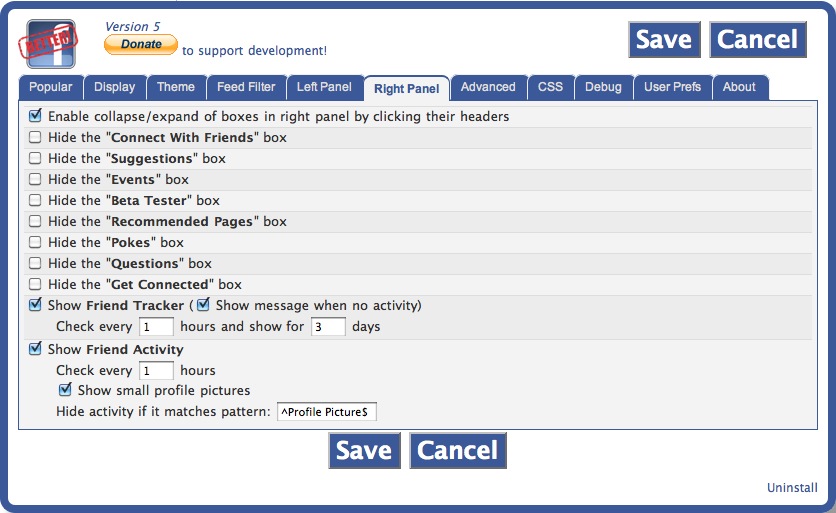 BETTER!
Version 5
Donate to support development!
Save Cancel
Popular Display Theme Feed Filter Left Panel Right Panel Advanced CSS Debug User Prefs About
Enable collapse/expand of boxes in right panel by clicking their headers
Hide the "Connect With Friends" box
Hide the "Suggestions" box
Hide the "Events" box
Hide the "Beta Tester" box
Hide the "Recommended Pages" box
Hide the "Pokes" box
Hide the "Questions" box
Hide the "Get Connected" box
Show Friend Tracker ( Show message when no activity)
Check every 1 hours and show for 3 days
Show Friend Activity
Check every 1 hours
Show small profile pictures
Hide activity if it matches pattern: ^Profile Picture$
Save Cancel
Uninstall